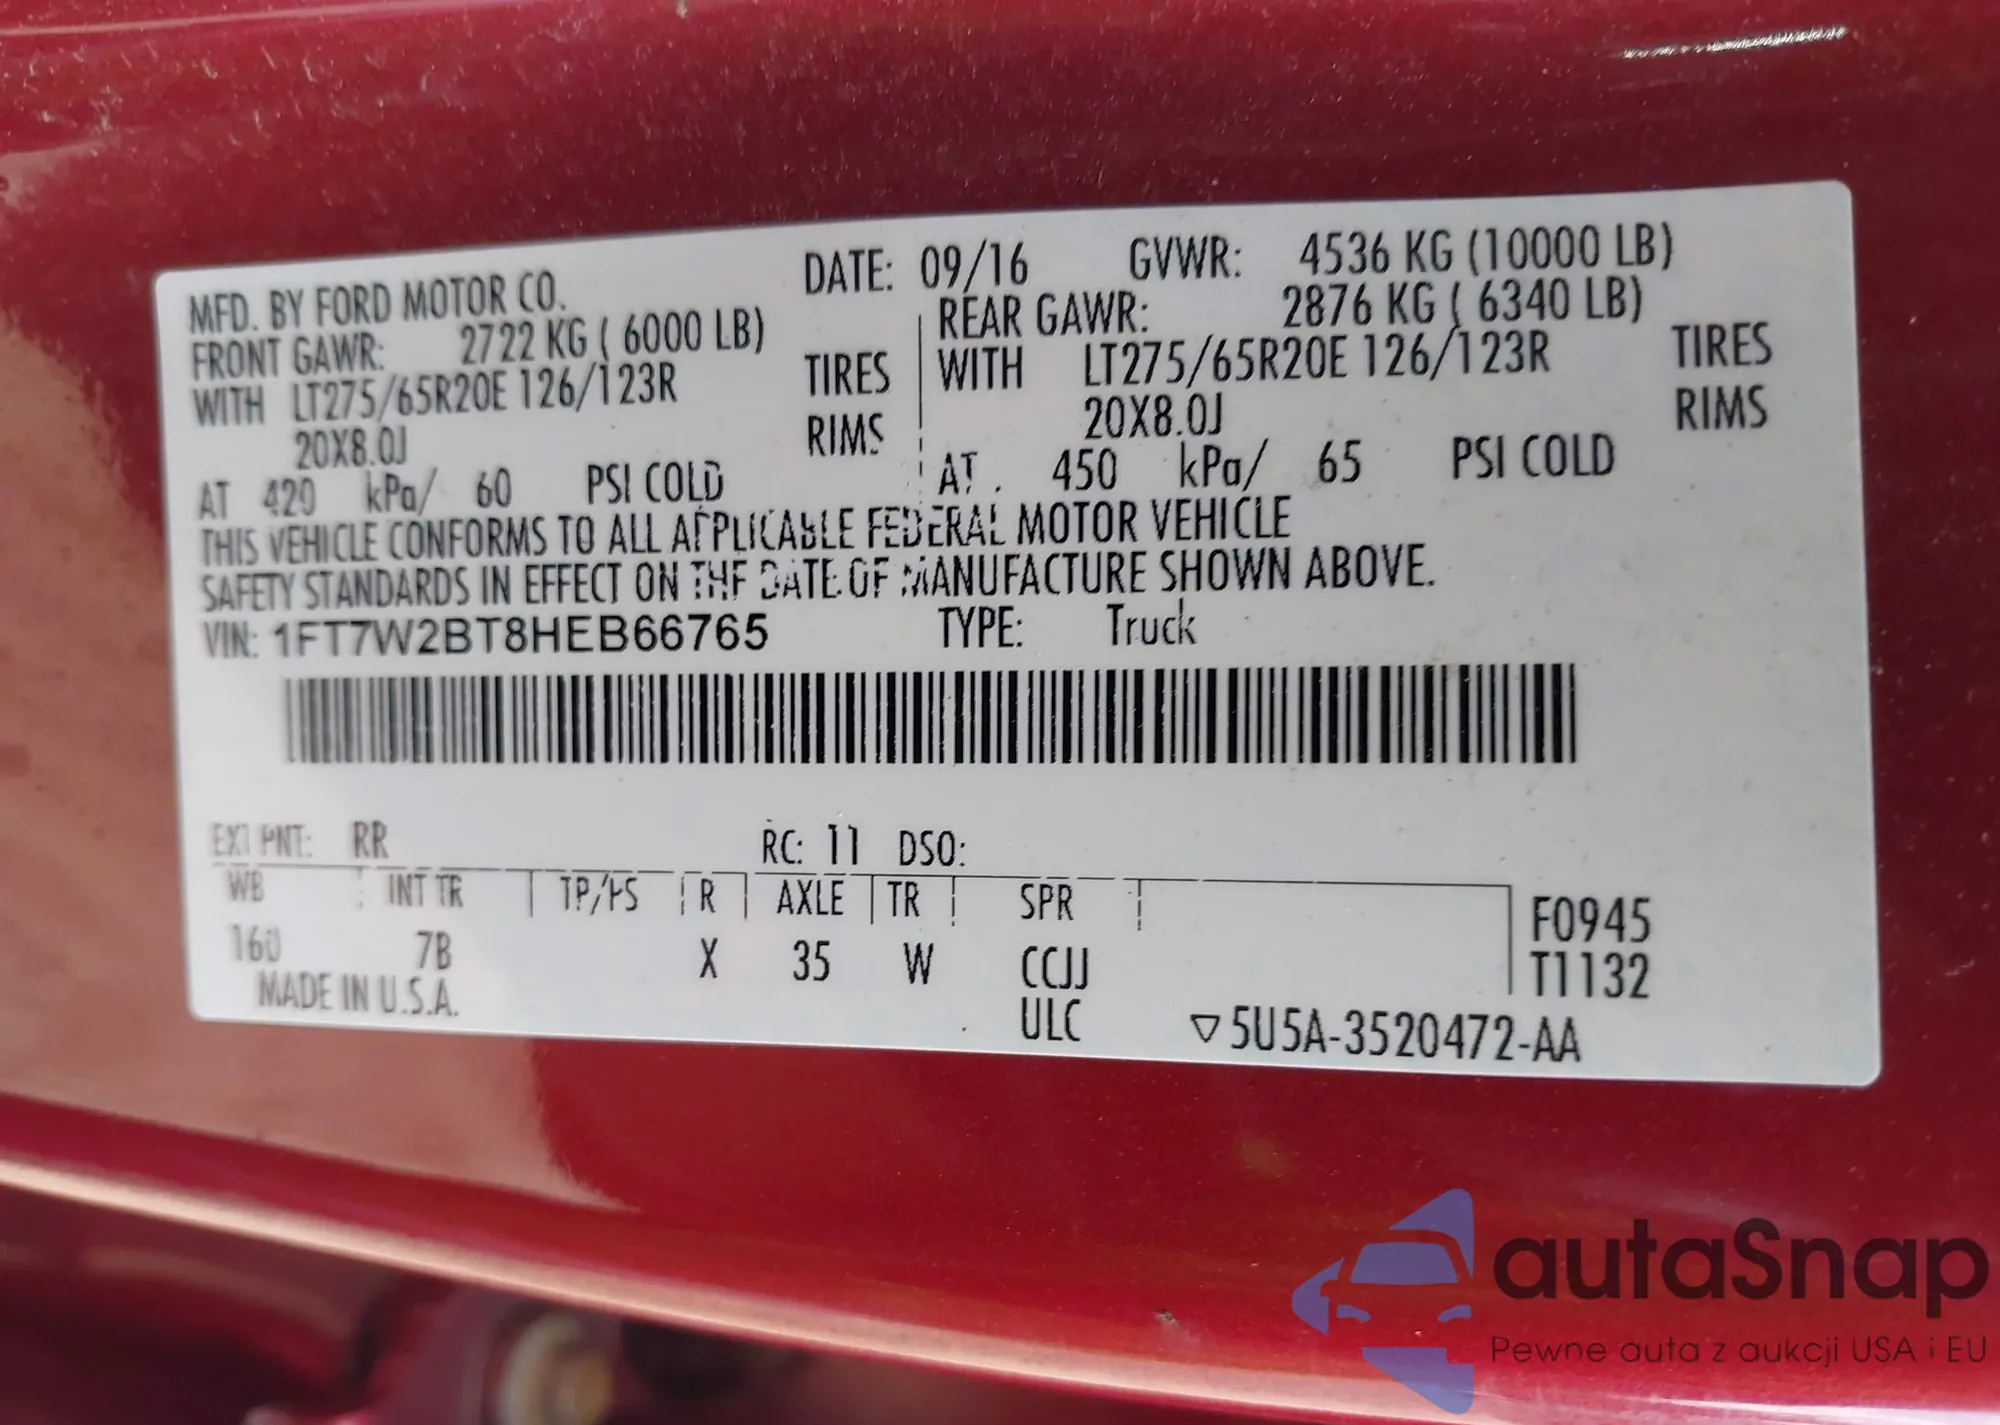 MFD. BY FORD MOTOR CO. DATE: 09/16 GVWR: 4536 KG (10000 LB)
FRONT GAWR: 2722 KG ( 6000 LB) REAR GAWR: 2876 KG ( 6340 LB)
WITH LT275/65R20E 126/123R TIRES WITH LT275/65R20E 126/123R TIRES
20X8.0J RIMS 20X8.0J RIMS
AT 420 kPa/ 60 PSI COLD AT 450 kPa/ 65 PSI COLD
THIS VEHICLE CONFORMS TO ALL APPLICABLE FEDERAL MOTOR VEHICLE
SAFETY STANDARDS IN EFFECT ON THE DATE OF MANUFACTURE SHOWN ABOVE.
VIN: 1FT7W2BT8HEB66765 TYPE: Truck
EXT PNT: RR RC: 11 DSO:
WB INT TR TP/PS R AXLE TR SPR
160 7B X 35 W CCJJ
MADE IN U.S.A. ULC
F0945
T1132
▽5U5A-3520472-AA
autaSnap
Pewne auta z aukcji USA i EU